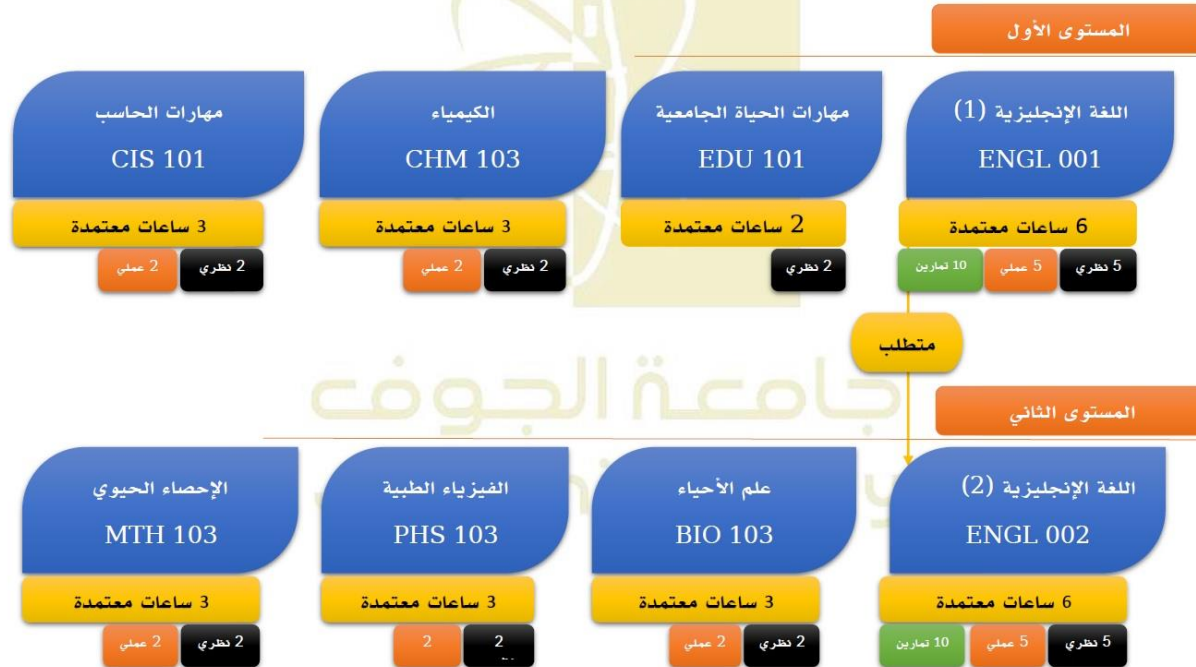 المستوى الأول
اللغة الإنجليزية (1)
ENGL 001
6 ساعات معتمدة
5 نظري
5 عملي
10 تمارين
مهارات الحياة الجامعية
EDU 101
2 ساعات معتمدة
2 نظري
الكيمياء
CHM 103
3 ساعات معتمدة
2 نظري
2 عملي
مهارات الحاسب
CIS 101
3 ساعات معتمدة
2 نظري
2 عملي
متطلب
جامعة الجوف
المستوى الثاني
اللغة الإنجليزية (2)
ENGL 002
6 ساعات معتمدة
5 نظري
5 عملي
10 تمارين
علم الأحياء
BIO 103
3 ساعات معتمدة
2 نظري
2 عملي
الفيزياء الطبية
PHS 103
3 ساعات معتمدة
2
2
الإحصاء الحيوي
MTH 103
3 ساعات معتمدة
2 نظري
2 عملي